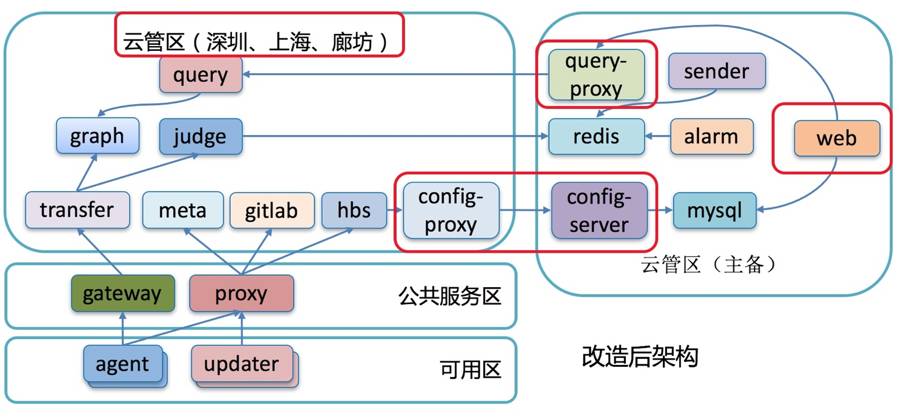 云管区（深圳、上海、廊坊）
query
query-
proxy
sender
graph
judge
redis
alarm
web
transfer
meta
gitlab
hbs
config-
proxy
config-
server
mysql
云管区（主备）
gateway
proxy
公共服务区
agent
updater
可用区
改造后架构